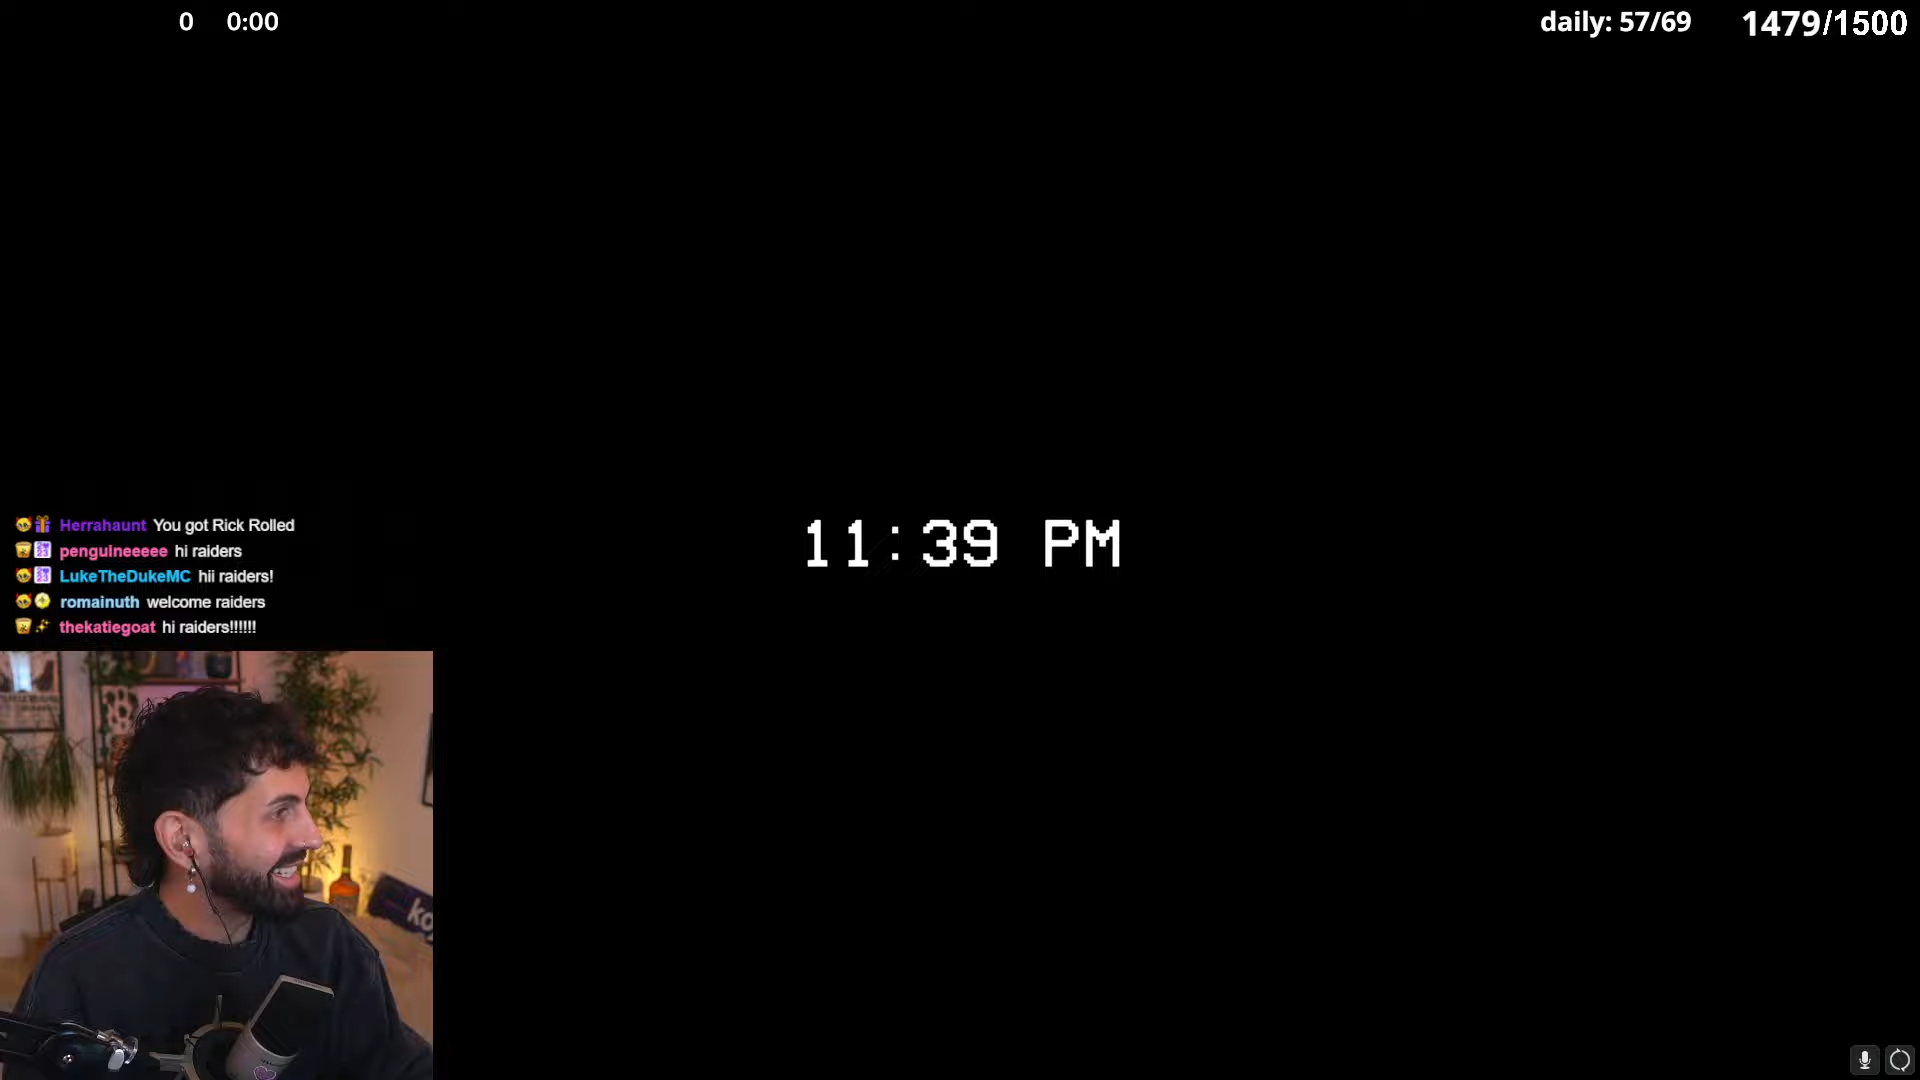 0 0:00
daily: 57/69 1479/1500
11:39 PM
Herrahaunt You got Rick Rolled
penguineeeee hi raiders
LukeTheDukeMC hii raiders!
romainuth welcome raiders
thekatiegoat hi raiders!!!!!!